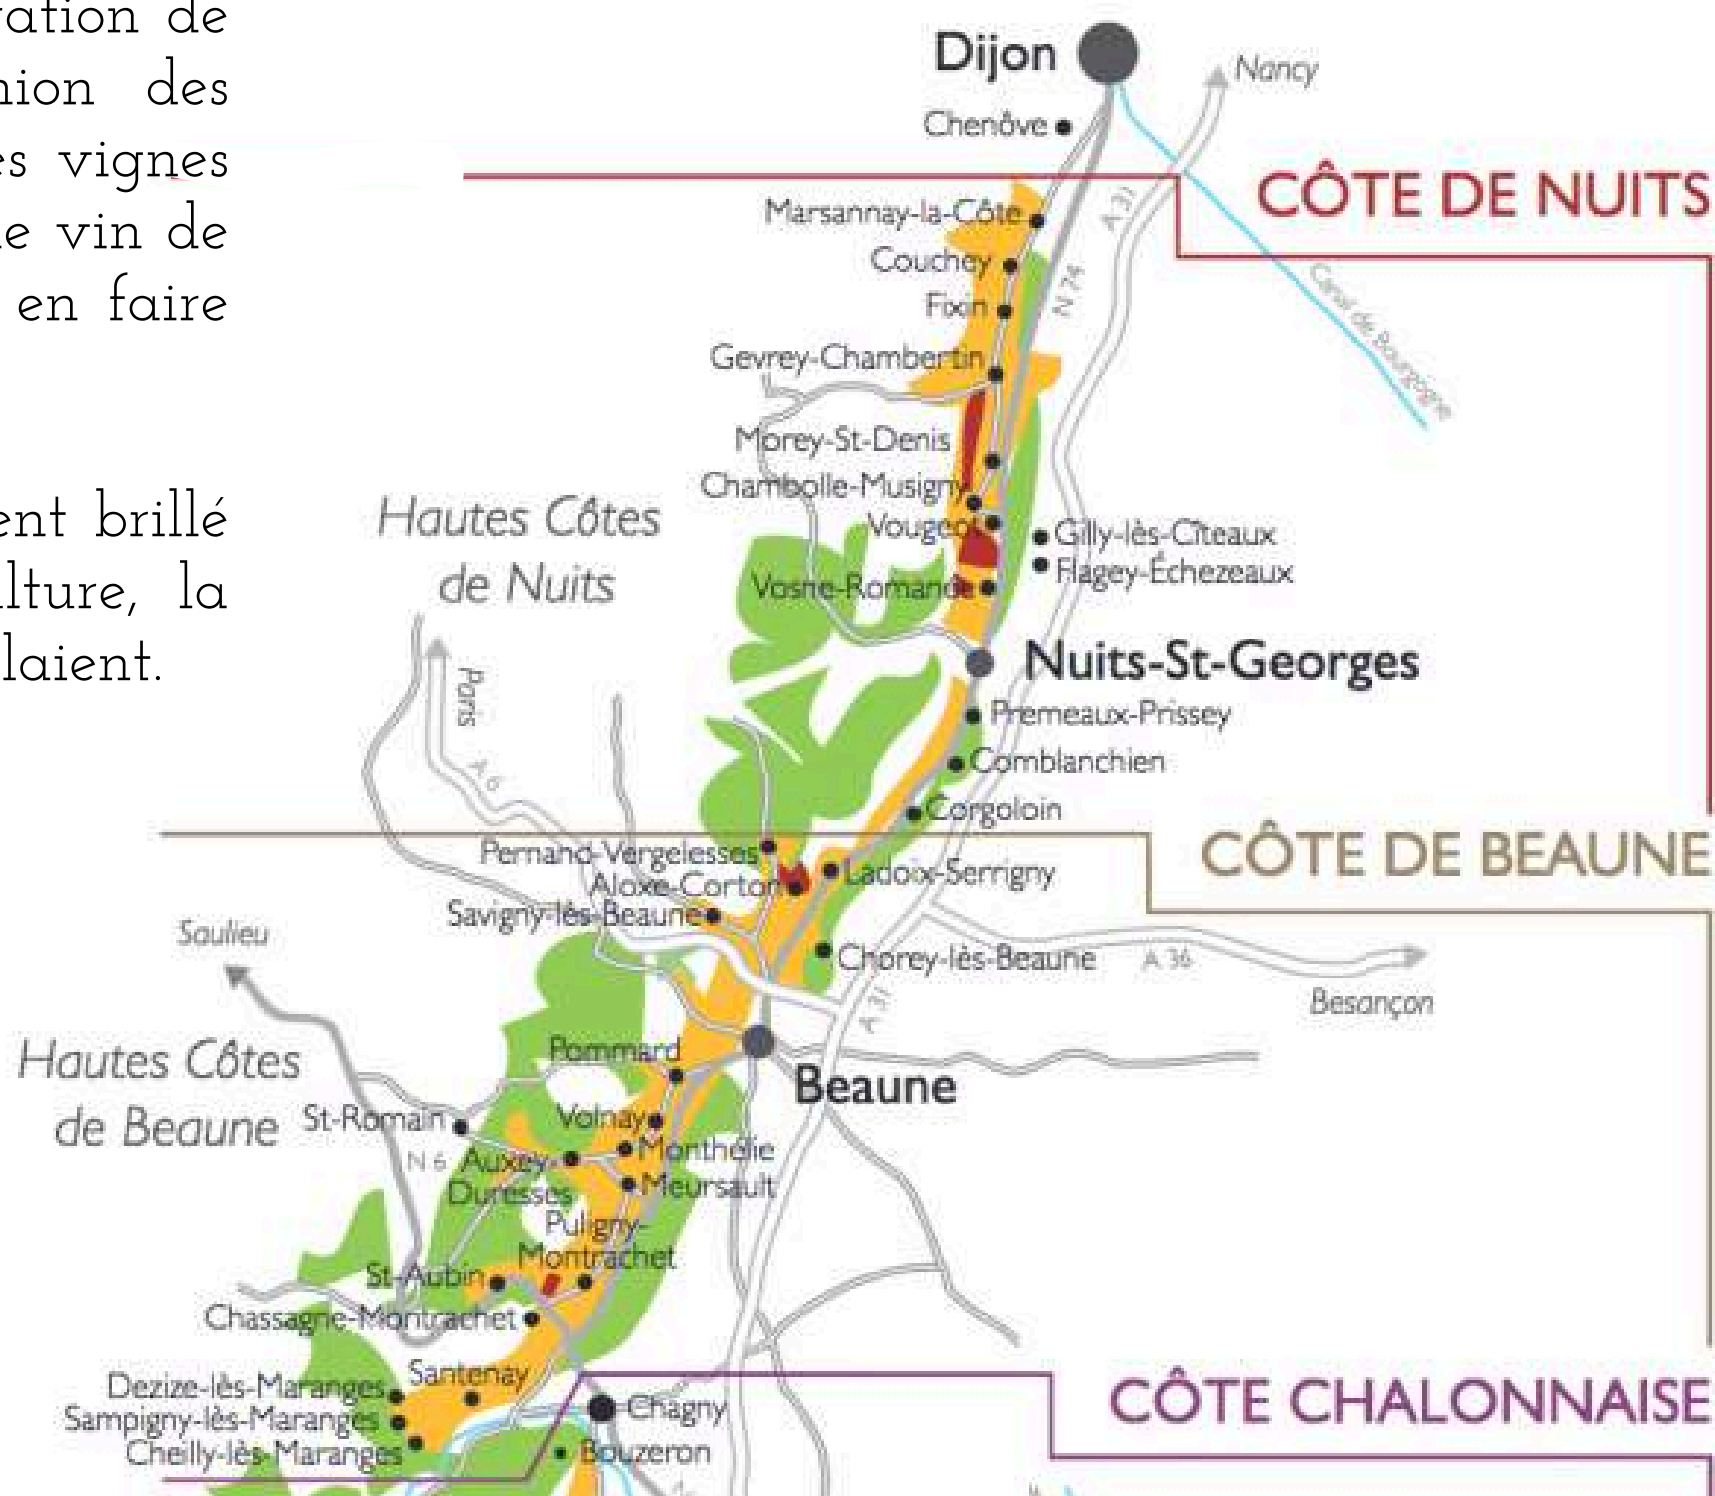 ation de
nion des
es vignes
e vin de
en faire
ent brillé
lture, la
laient.
Dijon
Nancy
Chenôve
CÔTE DE NUITS
A 31
Marsannay-la-Côte
Couchey
N 74
Canal de Bourgogne
Fixin
Gevrey-Chambertin
Morey-St-Denis
Chambolle-Musigny
Hautes Côtes
de Nuits
Vougeot
Gilly-lès-Cîteaux
Flagey-Échezeaux
Vosne-Romanée
Nuits-St-Georges
Paris
Premeaux-Prissey
A 6
Comblanchien
Corgoloin
CÔTE DE BEAUNE
Pernand-Vergelesses
Ladoix-Serrigny
Aloxe-Corton
Savigny-lès-Beaune
Saulieu
Chorey-lès-Beaune
A 36
Besançon
A 31
Hautes Côtes
de Beaune
Pommard
Beaune
St-Romain
Volnay
Monthélie
N 6
Auxey-
Duresses
Meursault
Puligny-
Montrachet
St-Aubin
Chassagne-Montrachet
Santenay
Dezize-lès-Maranges
Sampigny-lès-Maranges
Cheilly-lès-Maranges
CÔTE CHALONNAISE
Chagny
Bouzeron